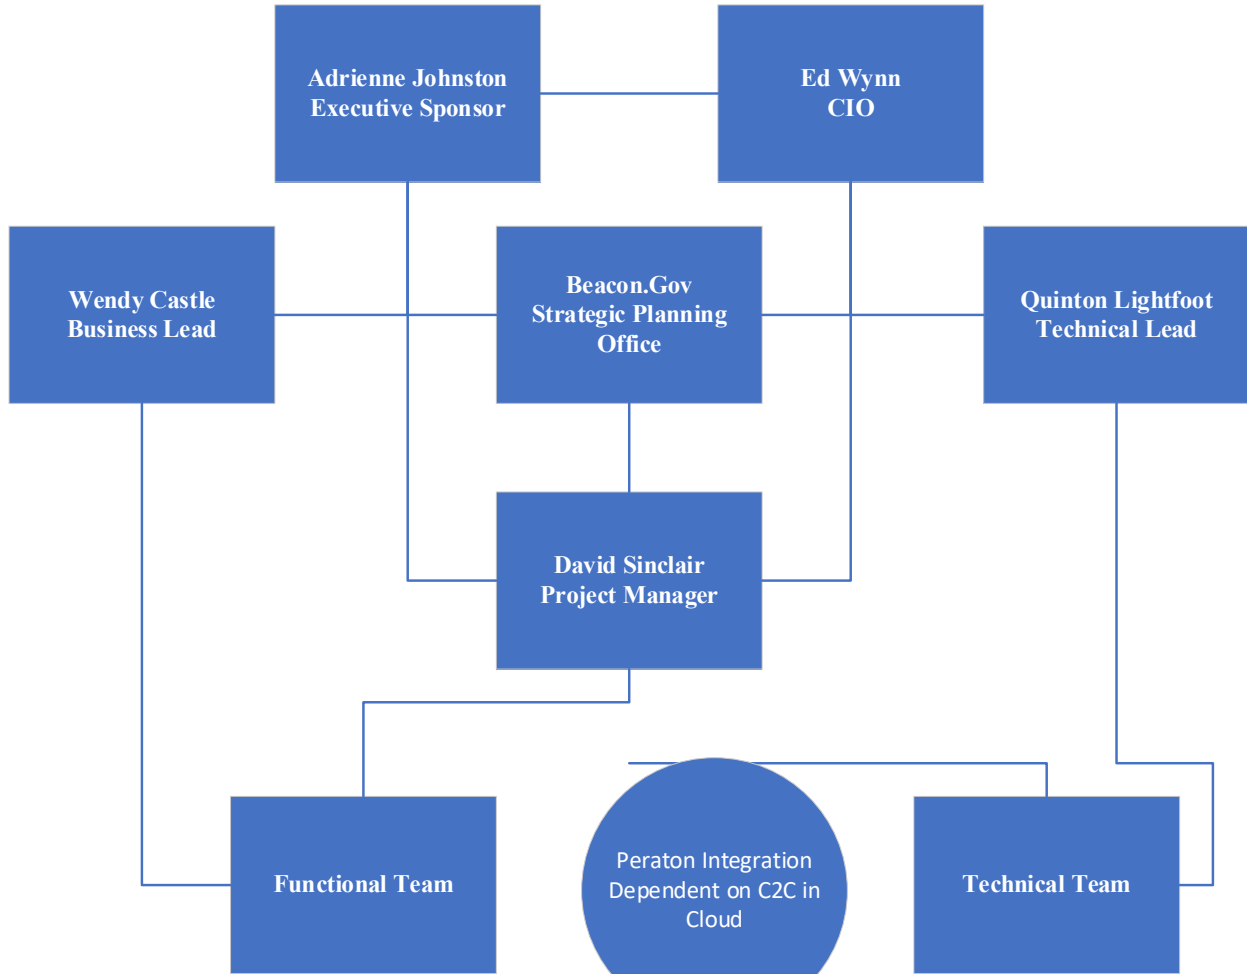 Adrienne Johnston
Executive Sponsor
Ed Wynn
CIO
Wendy Castle
Business Lead
Beacon.Gov
Strategic Planning
Office
Quinton Lightfoot
Technical Lead
David Sinclair
Project Manager
Functional Team
Peraton Integration
Dependent on C2C in
Cloud
Technical Team